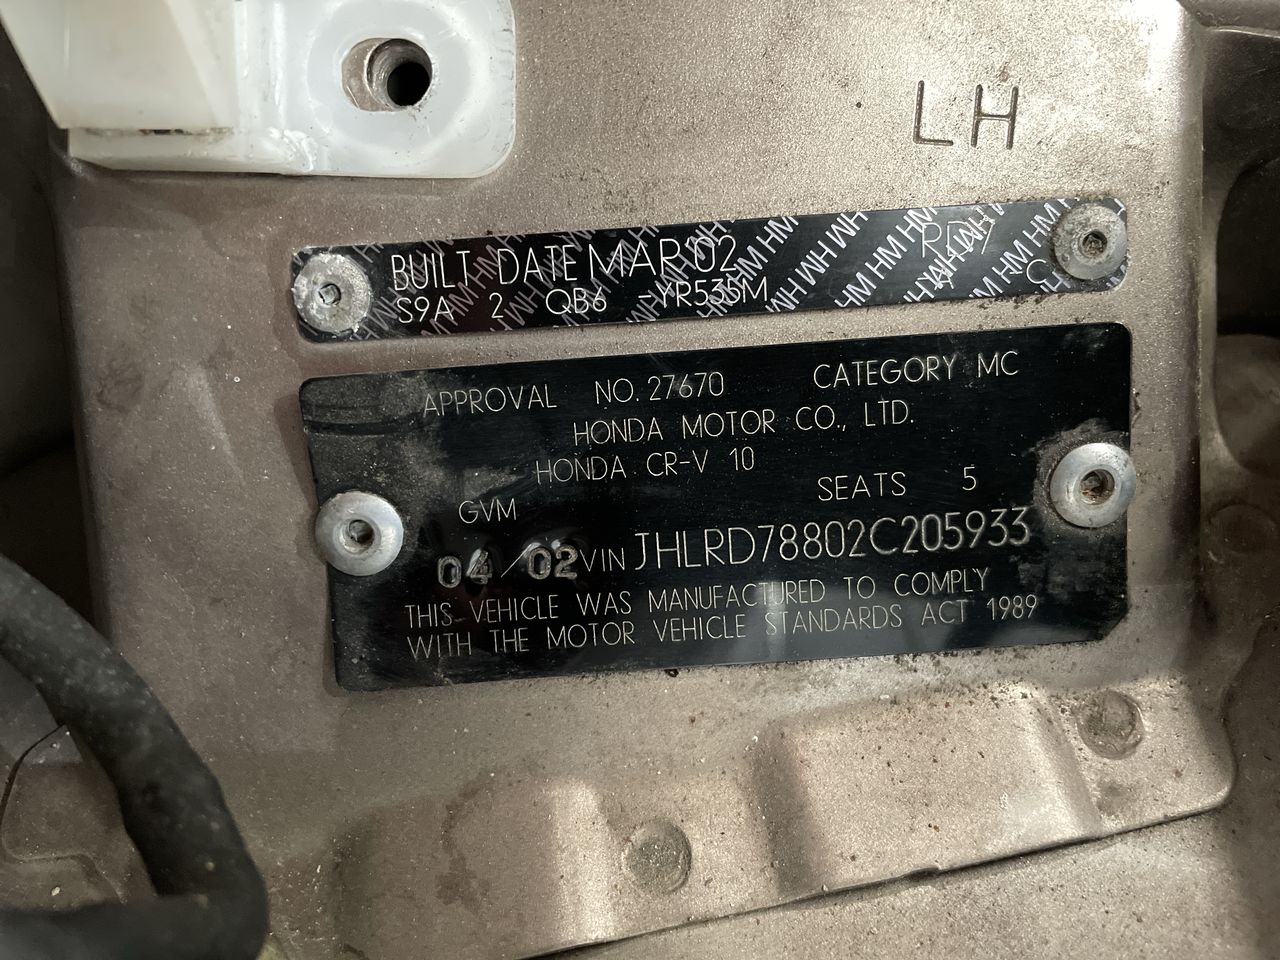 LH
BUILT DATE MAR 02 RD7
S9A 2 QB6 -YR535M -C
APPROVAL NO. 27670 CATEGORY MC
HONDA MOTOR CO., LTD.
HONDA CR-V 10
GVM SEATS 5
04/02 VIN JHLRD78802C205933
THIS VEHICLE WAS MANUFACTURED TO COMPLY
WITH THE MOTOR VEHICLE STANDARDS ACT 1989